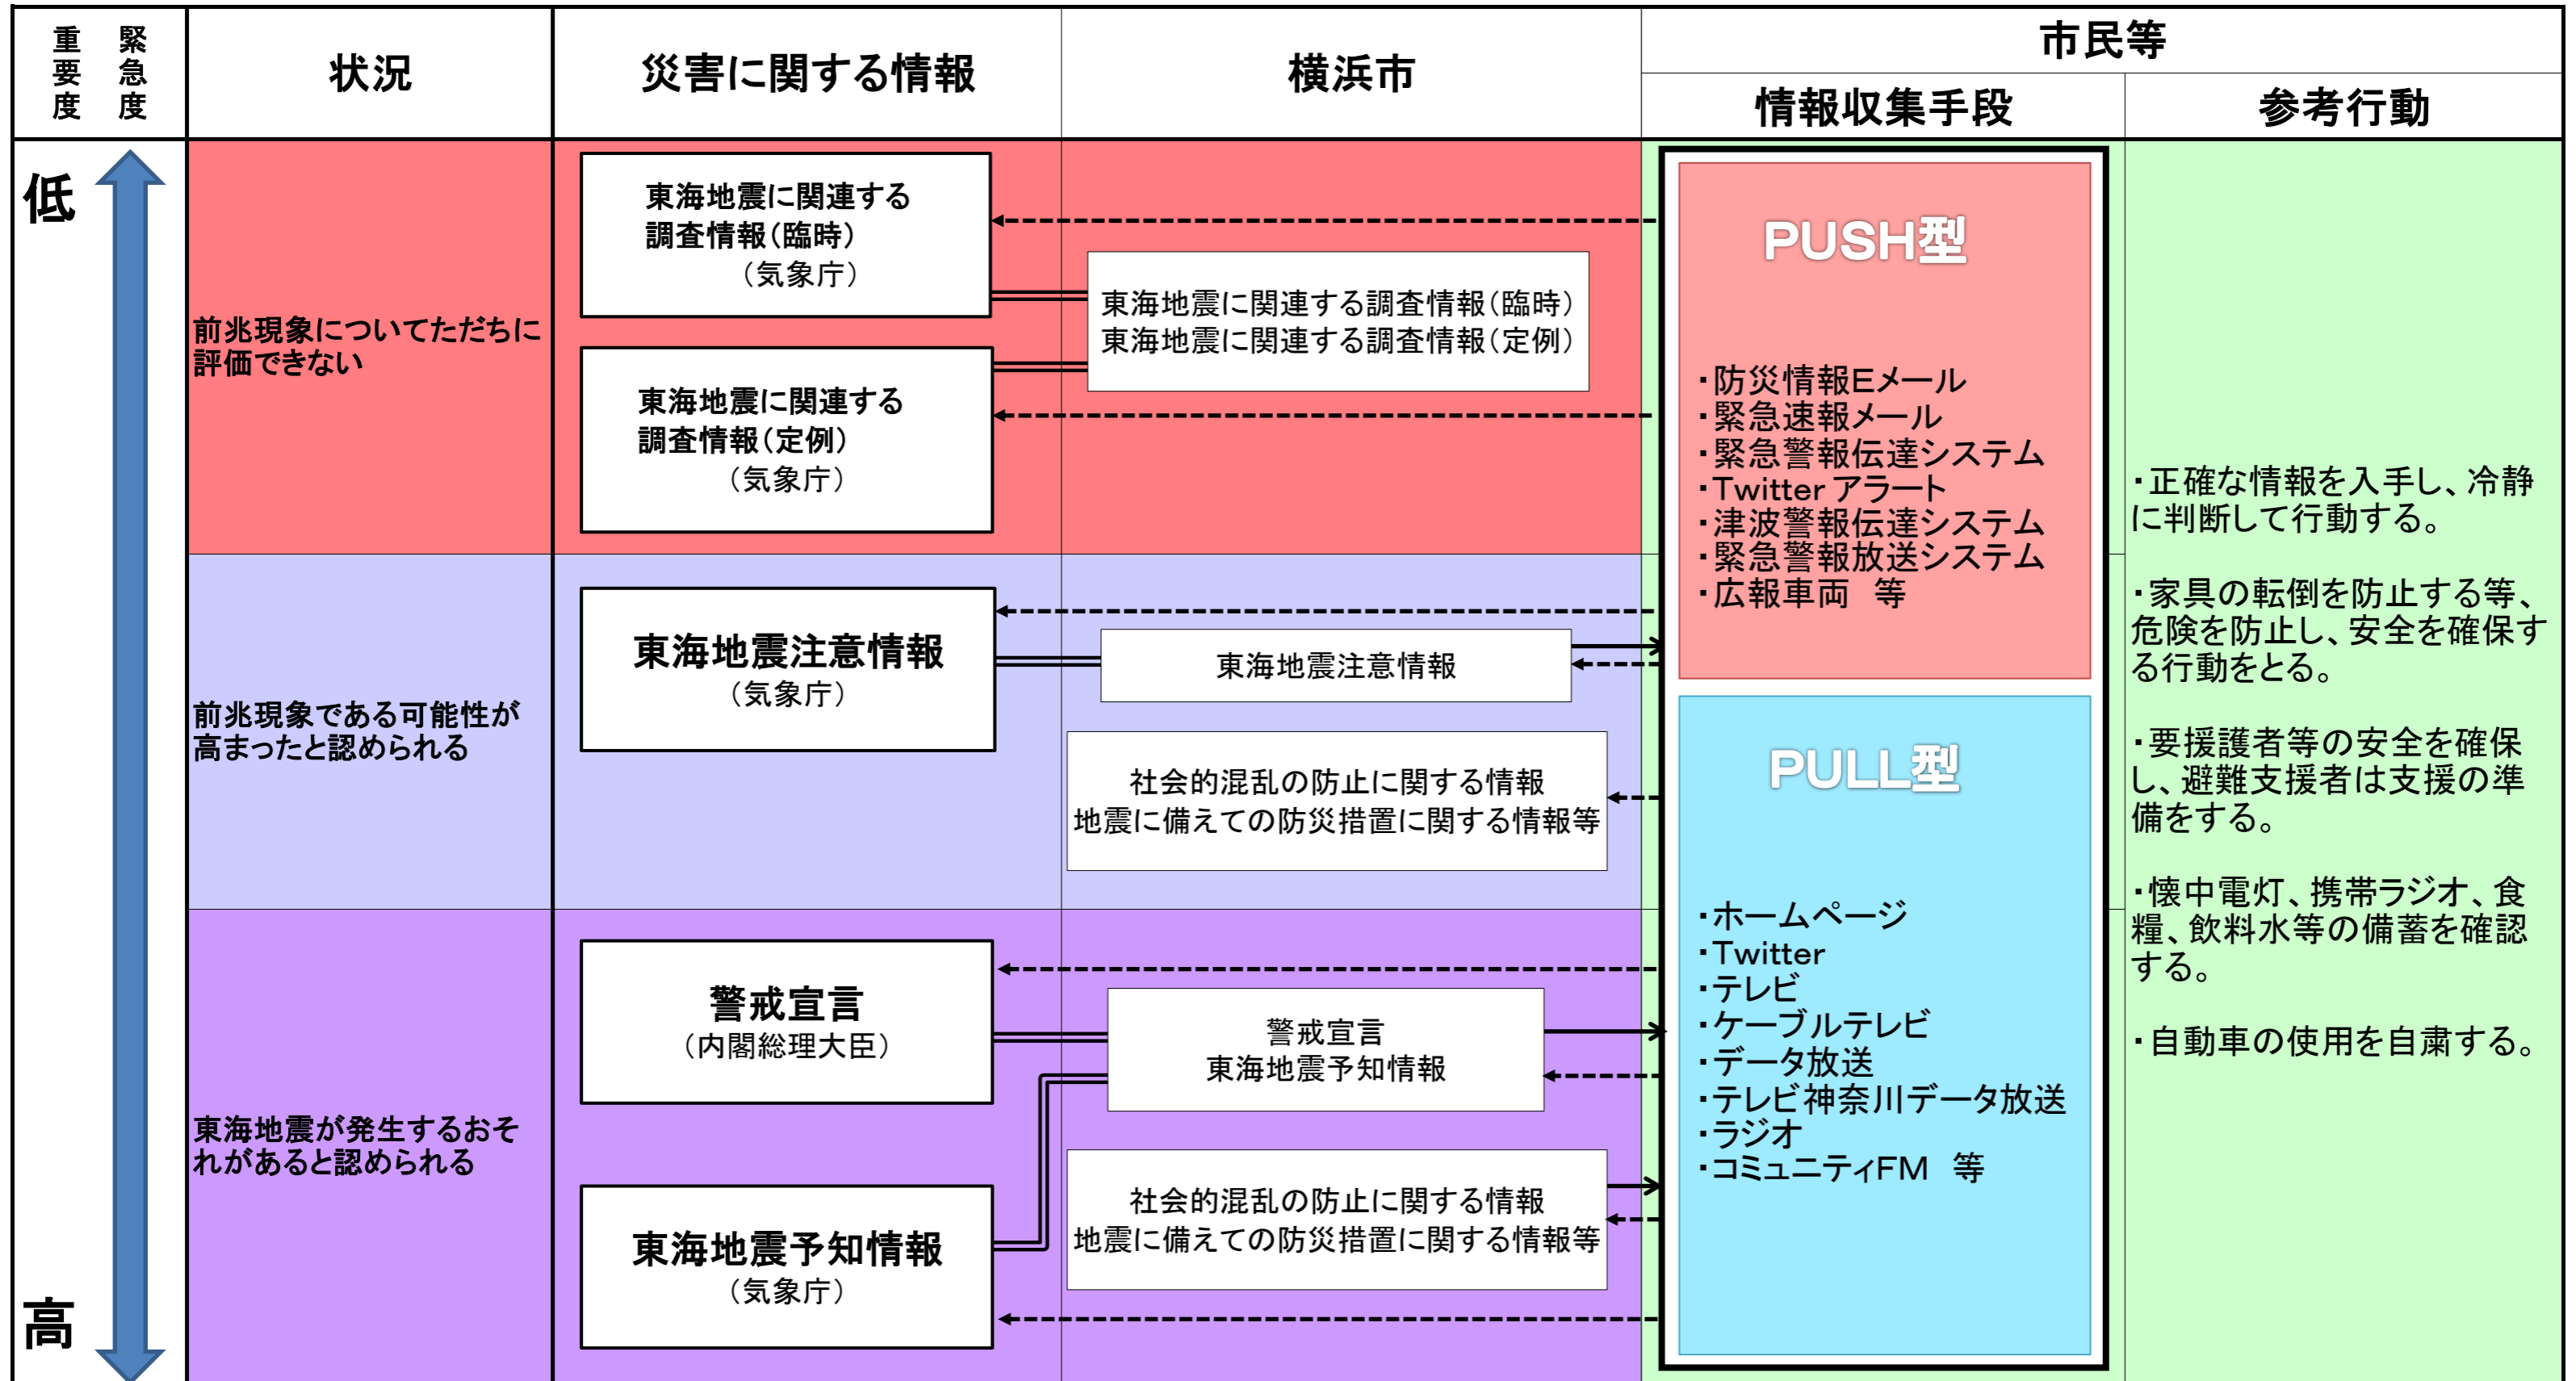 重要度
緊急度
状況
災害に関する情報
横浜市
市民等
情報収集手段
参考行動
低
高
前兆現象についてただちに
評価できない
東海地震に関連する
調査情報(臨時)
(気象庁)
東海地震に関連する
調査情報(定例)
(気象庁)
東海地震に関連する調査情報(臨時)
東海地震に関連する調査情報(定例)
前兆現象である可能性が
高まったと認められる
東海地震注意情報
(気象庁)
東海地震注意情報
社会的混乱の防止に関する情報
地震に備えての防災措置に関する情報等
東海地震が発生するおそ
れがあると認められる
警戒宣言
(内閣総理大臣)
東海地震予知情報
(気象庁)
警戒宣言
東海地震予知情報
社会的混乱の防止に関する情報
地震に備えての防災措置に関する情報等
PUSH型
・防災情報Eメール
・緊急速報メール
・緊急警報伝達システム
・Twitter アラート
・津波警報伝達システム
・緊急警報放送システム
・広報車両 等
PULL型
・ホームページ
・Twitter
・テレビ
・ケーブルテレビ
・データ放送
・テレビ神奈川データ放送
・ラジオ
・コミュニティFM 等
・正確な情報を入手し、冷静
に判断して行動する。
・家具の転倒を防止する等、
危険を防止し、安全を確保す
る行動をとる。
・要援護者等の安全を確保
し、避難支援者は支援の準
備をする。
・懐中電灯、携帯ラジオ、食
糧、飲料水等の備蓄を確認
する。
・自動車の使用を自粛する。